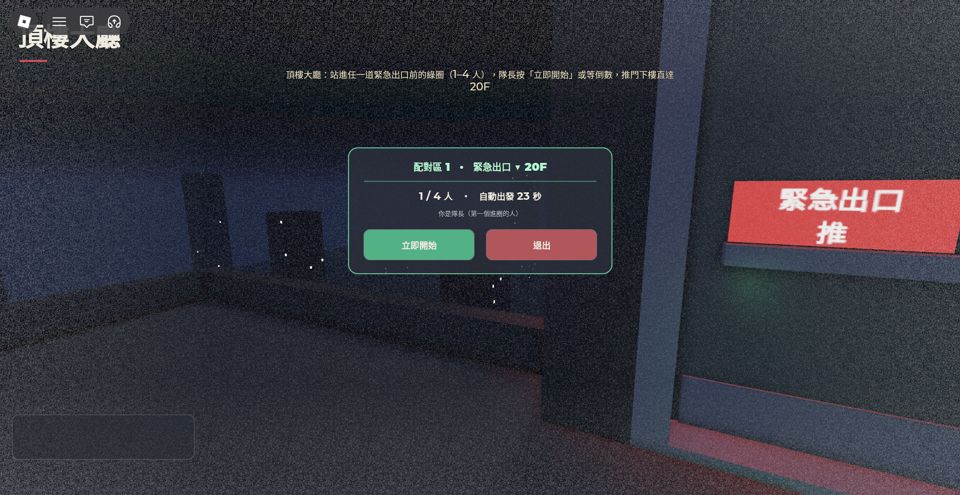 頂樓大廳
頂樓大廳：站進任一道緊急出口前的綠圈（1–4 人），隊長按「立即開始」或等倒數，推門下樓直達
20F
配對區 1 • 緊急出口 ▼ 20F
1 / 4 人 • 自動出發 23 秒
你是隊長（第一個進圈的人）
立即開始 退出
緊急出口
推